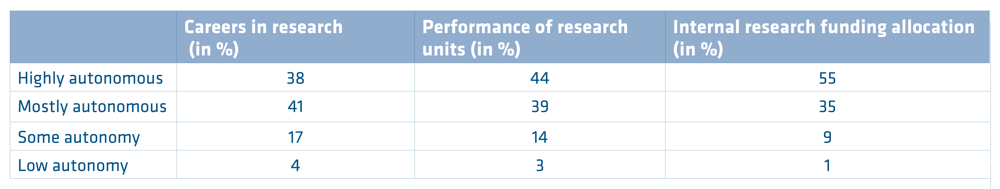 Careers in research
(in %)
Performance of research
units (in %)
Internal research funding allocation
(in %)
Highly autonomous 38 44 55
Mostly autonomous 41 39 35
Some autonomy 17 14 9
Low autonomy 4 3 1